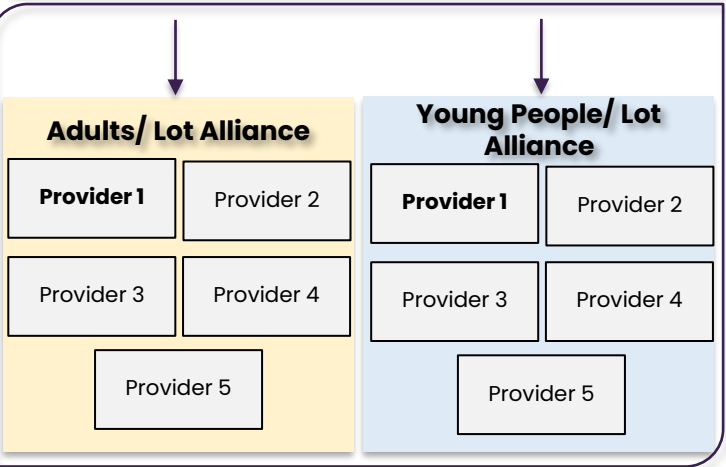 Adults/ Lot Alliance
Provider 1
Provider 2
Provider 3
Provider 4
Provider 5
Young People/ Lot
Alliance
Provider 1
Provider 2
Provider 3
Provider 4
Provider 5